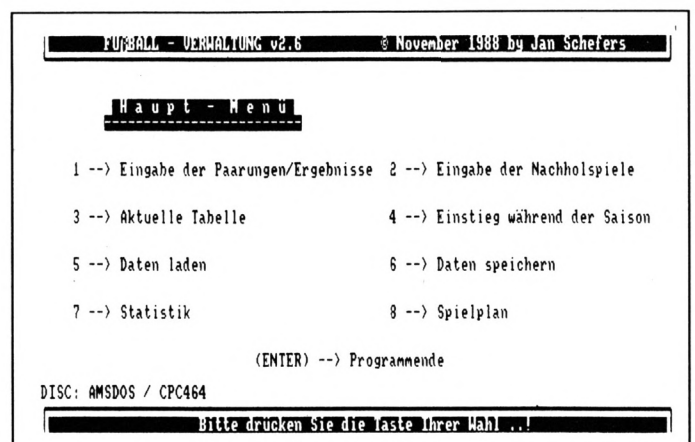 FUßBALL - VERWALTUNG v2.6 © November 1988 by Jan Schefers
H a u p t - M e n ü
1 --> Eingabe der Paarungen/Ergebnisse 2 --> Eingabe der Nachholspiele
3 --> Aktuelle Tabelle 4 --> Einstieg während der Saison
5 --> Daten laden 6 --> Daten speichern
7 --> Statistik 8 --> Spielplan
(ENTER) --> Programmende
DISC: AMSDOS / CPC464
Bitte drücken Sie die Taste Ihrer Wahl ..!